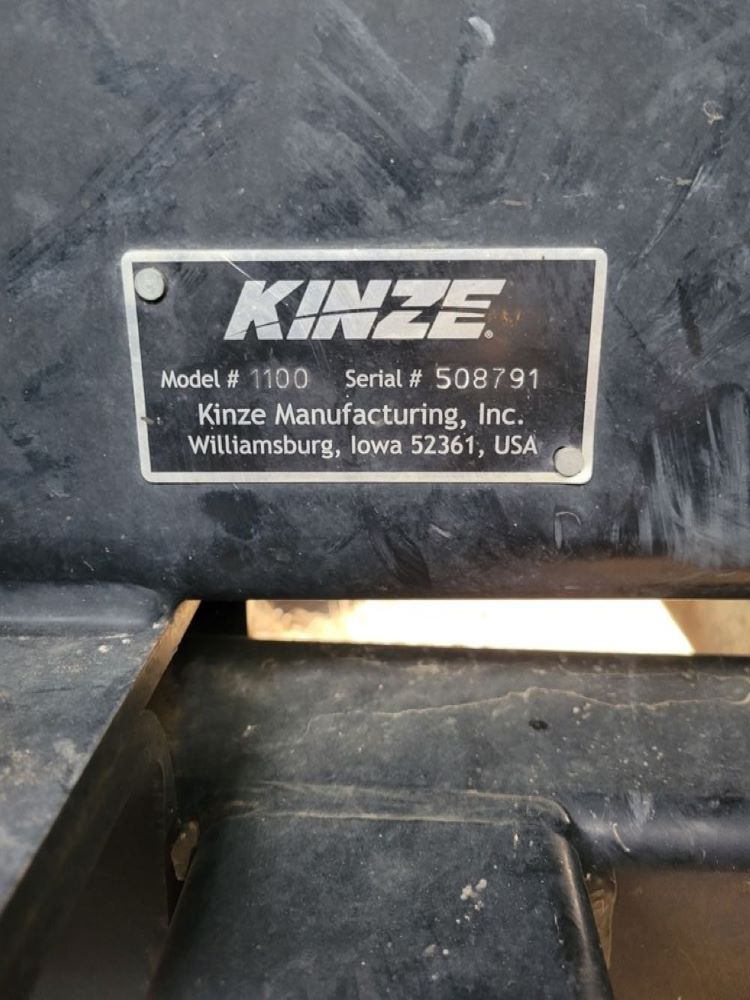 KINZE®
Model # 1100 Serial # 508791
Kinze Manufacturing, Inc.
Williamsburg, Iowa 52361, USA